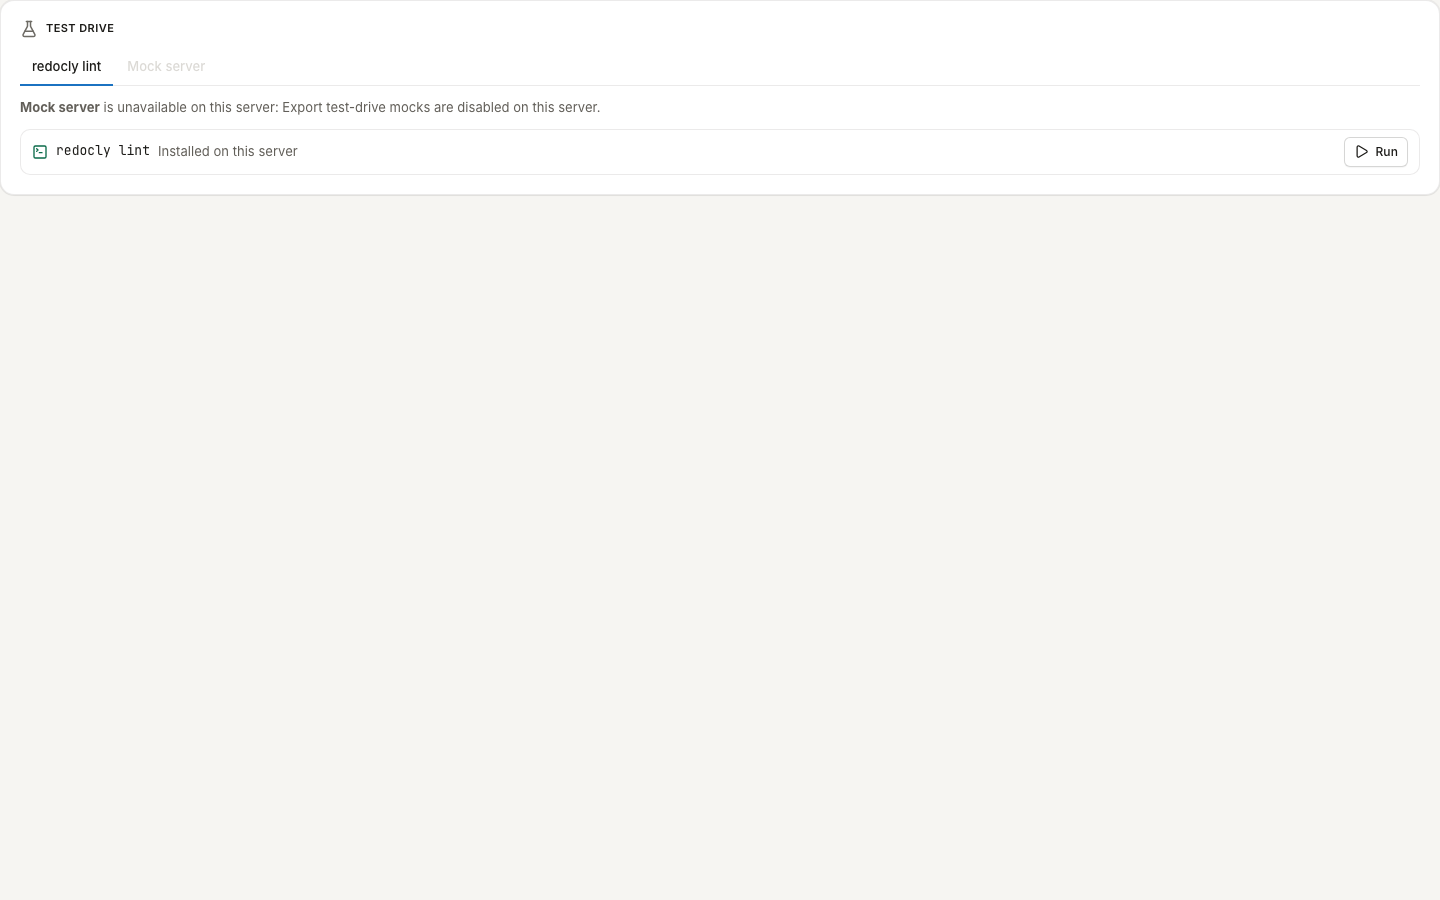 TEST DRIVE
redocly lint Mock server
Mock server is unavailable on this server: Export test-drive mocks are disabled on this server.
redocly lint Installed on this server Run